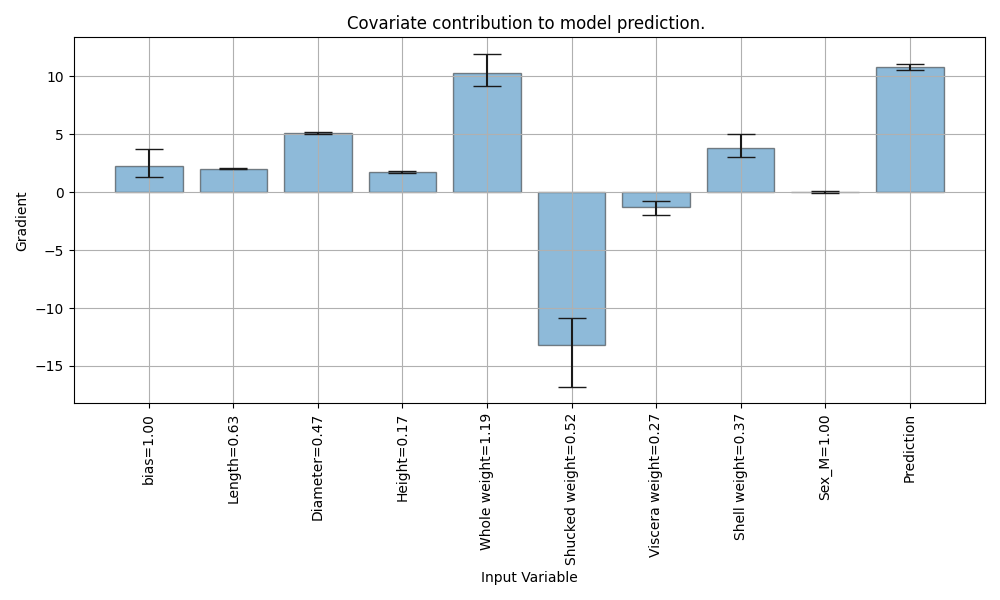 Covariate contribution to model prediction.
Gradient
10
5
0
−5
−10
−15
bias=1.00
Length=0.63
Diameter=0.47
Height=0.17
Whole weight=1.19
Shucked weight=0.52
Viscera weight=0.27
Shell weight=0.37
Sex_M=1.00
Prediction
Input Variable